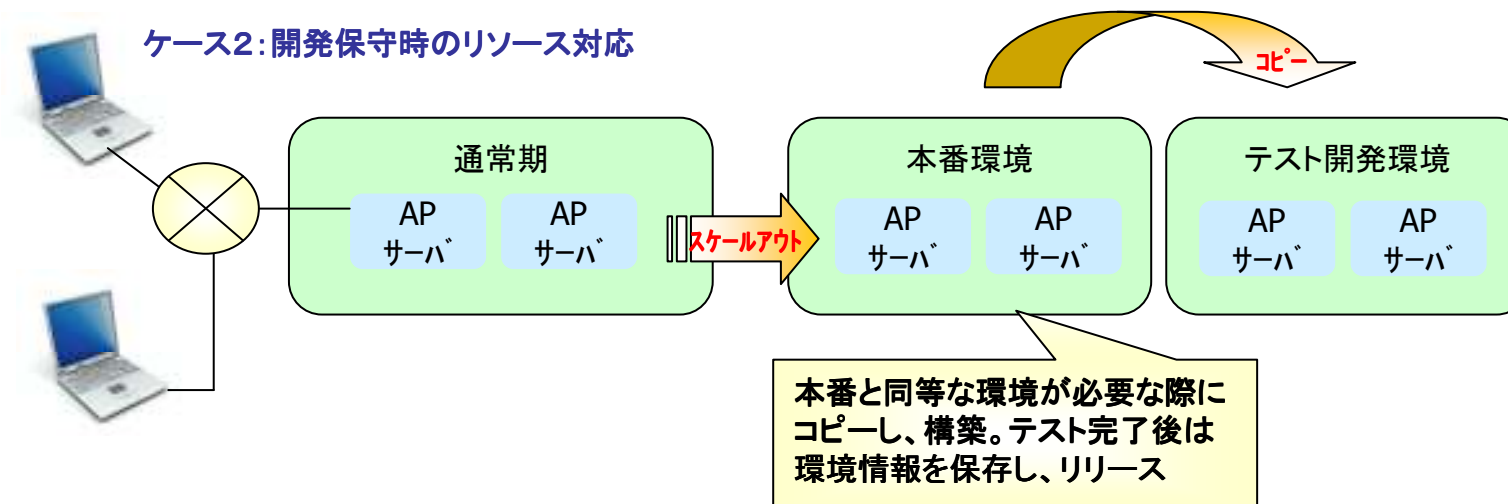 ケース2:開発保守時のリソース対応
コピー
通常期
本番環境
テスト開発環境
AP
サーバ
AP
サーバ
スケールアウト
AP
サーバ
AP
サーバ
AP
サーバ
AP
サーバ
本番と同等な環境が必要な際に
コピーし、構築。テスト完了後は
環境情報を保存し、リリース